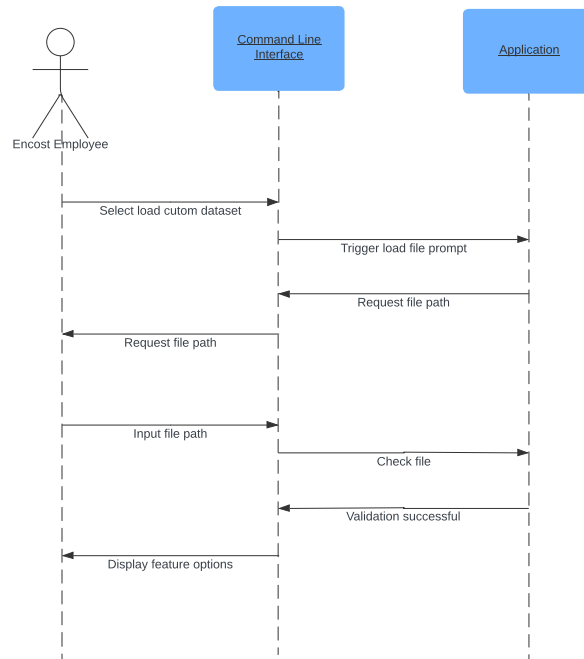 Command Line
Interface
Application
Encost Employee
Select load cutom dataset
Trigger load file prompt
Request file path
Request file path
Input file path
Check file
Validation successful
Display feature options